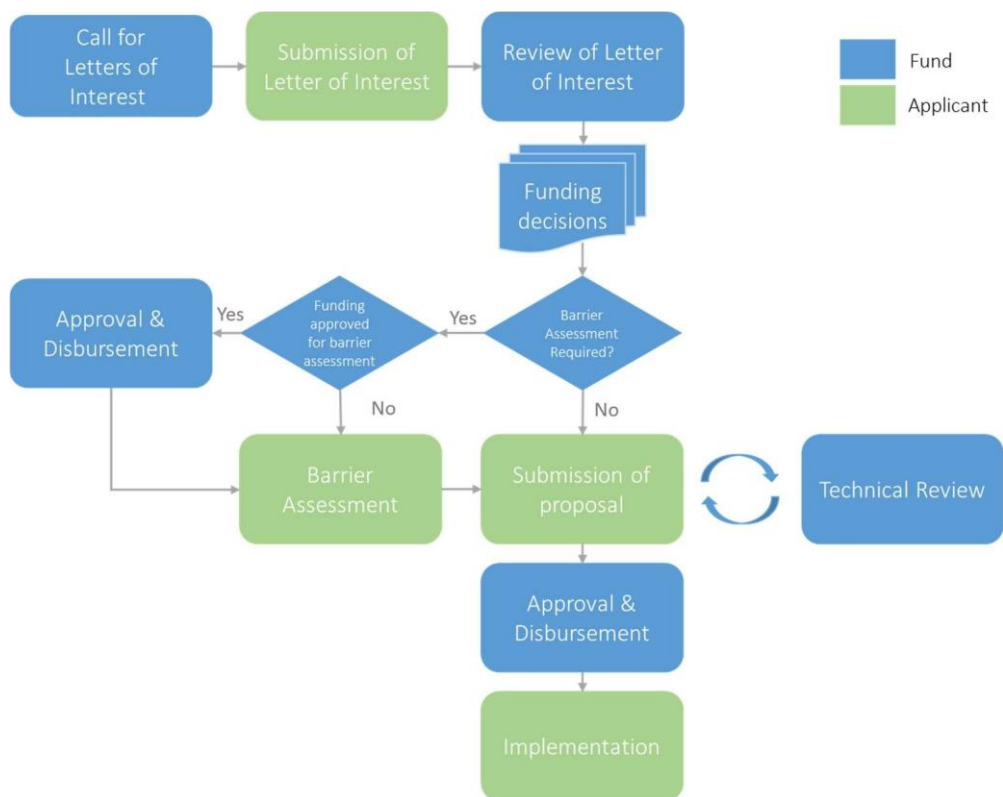 Call for
Letters of
Interest
Submission of
Letter of Interest
Review of Letter
of Interest
Fund
Applicant
Funding
decisions
Approval &
Disbursement
Yes
Funding
approved
for barrier
assessment
Yes
Barrier
Assessment
Required?
No
No
Barrier
Assessment
Submission of
proposal
Technical Review
Approval &
Disbursement
Implementation